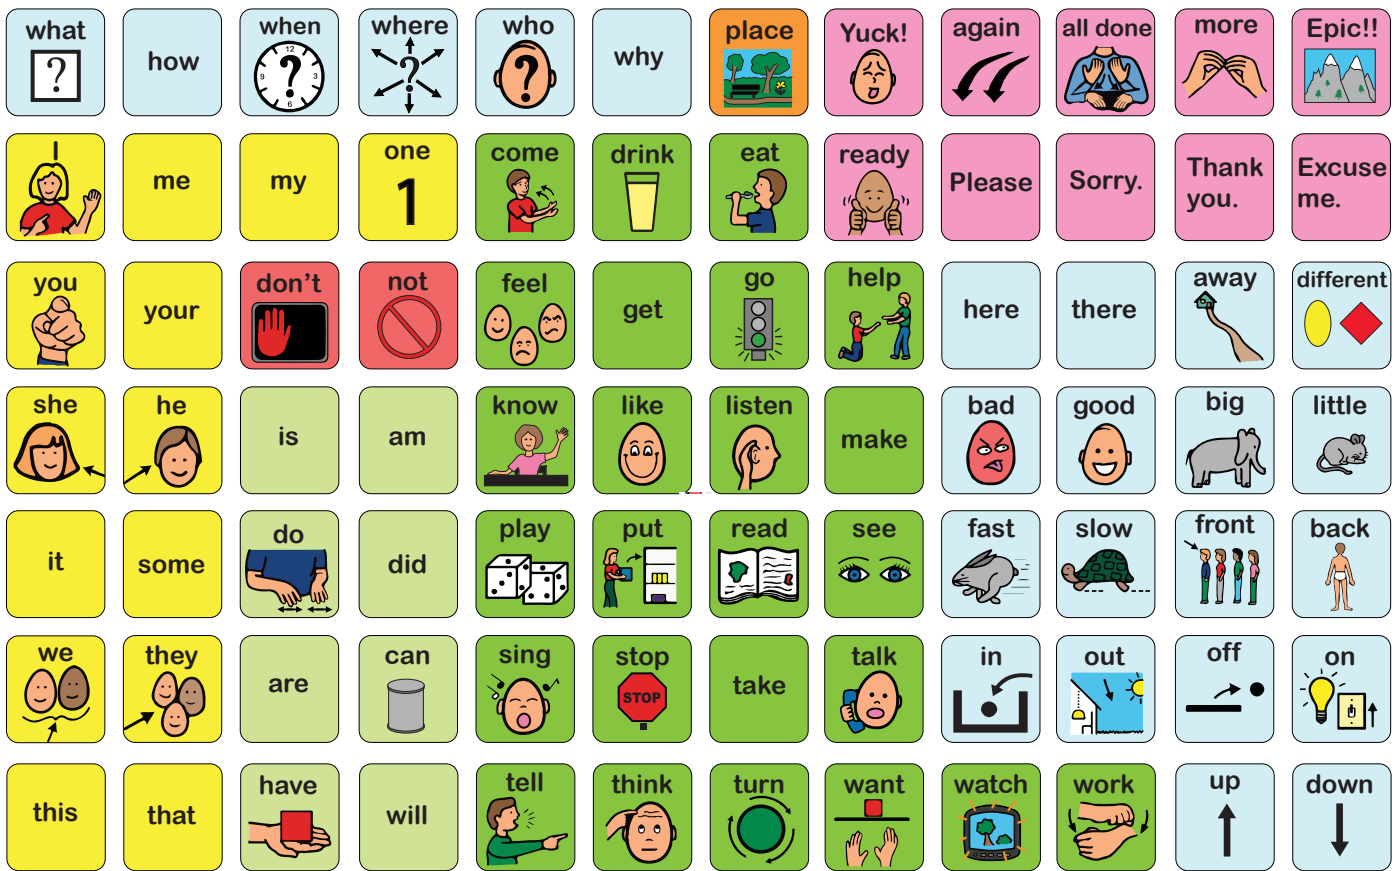 what how when where who why place Yuck! again all done more Epic!!
? 12 3 6 9 ? ? ?
I me my one come drink eat ready Please Sorry. Thank you. Excuse me.
1
you your don't not feel get go help here there away different
she he is am know like listen make bad good big little
it some do did play put read see fast slow front back
we they are can sing stop take talk in out off on
STOP
this that have will tell think turn want watch work up down